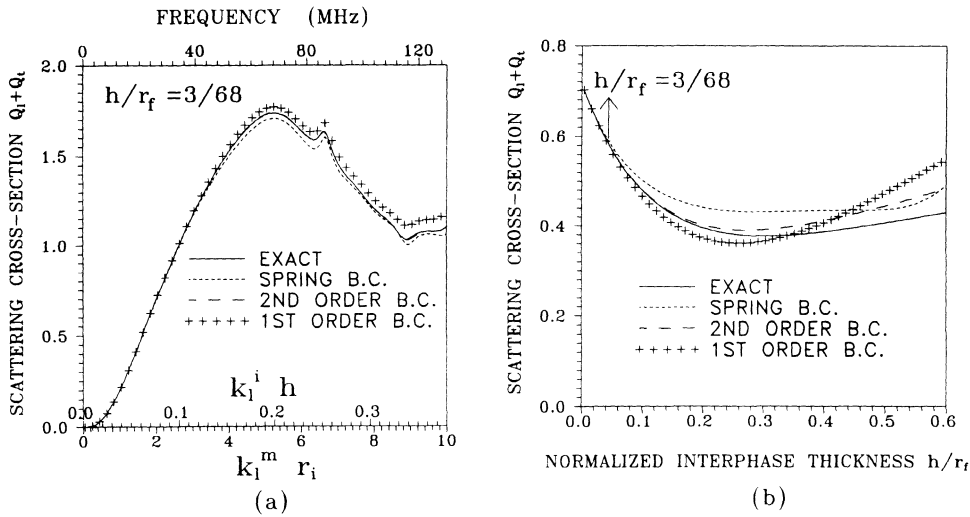 FREQUENCY (MHz)
0 20 40 60 80 100 120
SCATTERING CROSS-SECTION Q_l+Q_t
2.0
1.5
1.0
0.5
0.0
h/r_f =3/68
EXACT
SPRING B.C.
2ND ORDER B.C.
1ST ORDER B.C.
k_l^i h
0.0 0.1 0.2 0.3
0 2 4 6 8 10
k_l^m r_i
(a)
SCATTERING CROSS-SECTION Q_l+Q_t
0.8
0.6
0.4
0.2
0.0
h/r_f =3/68
EXACT
SPRING B.C.
2ND ORDER B.C.
1ST ORDER B.C.
0.0 0.1 0.2 0.3 0.4 0.5 0.6
NORMALIZED INTERPHASE THICKNESS h/r_f
(b)